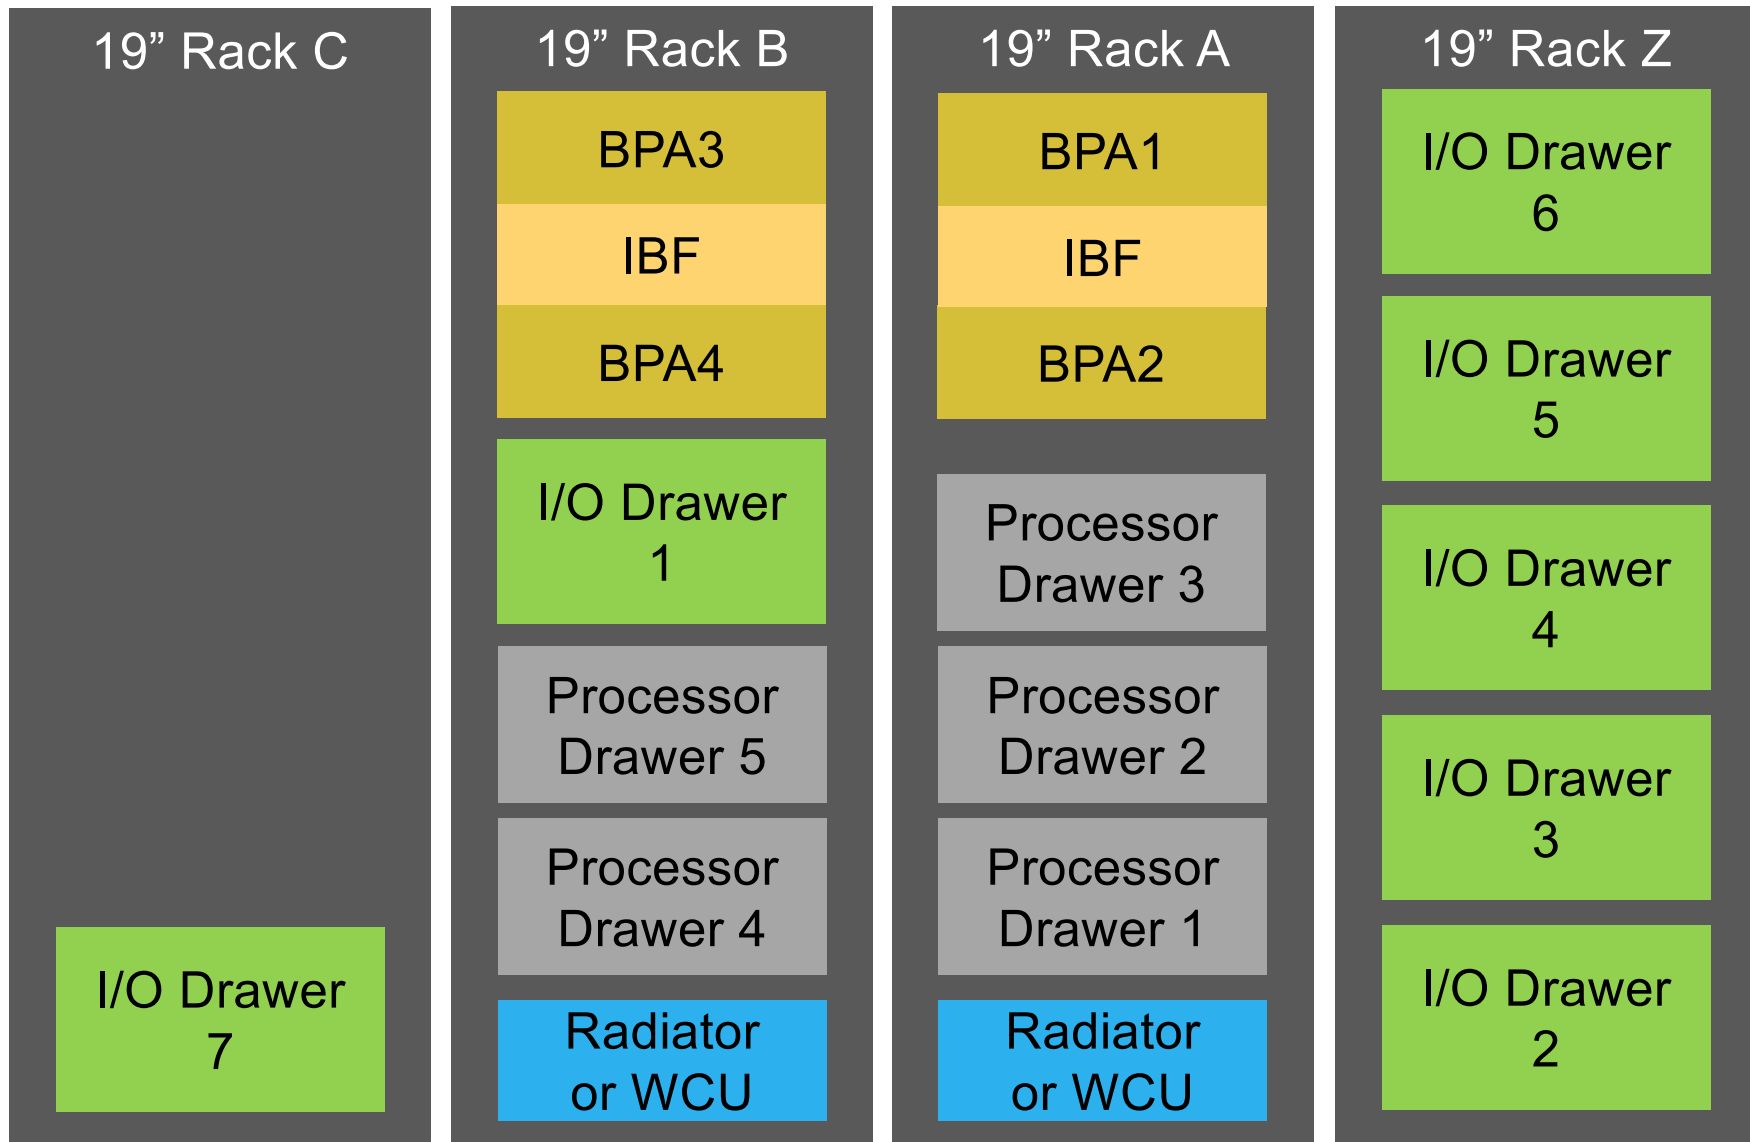 19” Rack C
I/O Drawer
7
19” Rack B
BPA3
IBF
BPA4
I/O Drawer
1
Processor
Drawer 5
Processor
Drawer 4
Radiator
or WCU
19” Rack A
BPA1
IBF
BPA2
Processor
Drawer 3
Processor
Drawer 2
Processor
Drawer 1
Radiator
or WCU
19” Rack Z
I/O Drawer
6
I/O Drawer
5
I/O Drawer
4
I/O Drawer
3
I/O Drawer
2